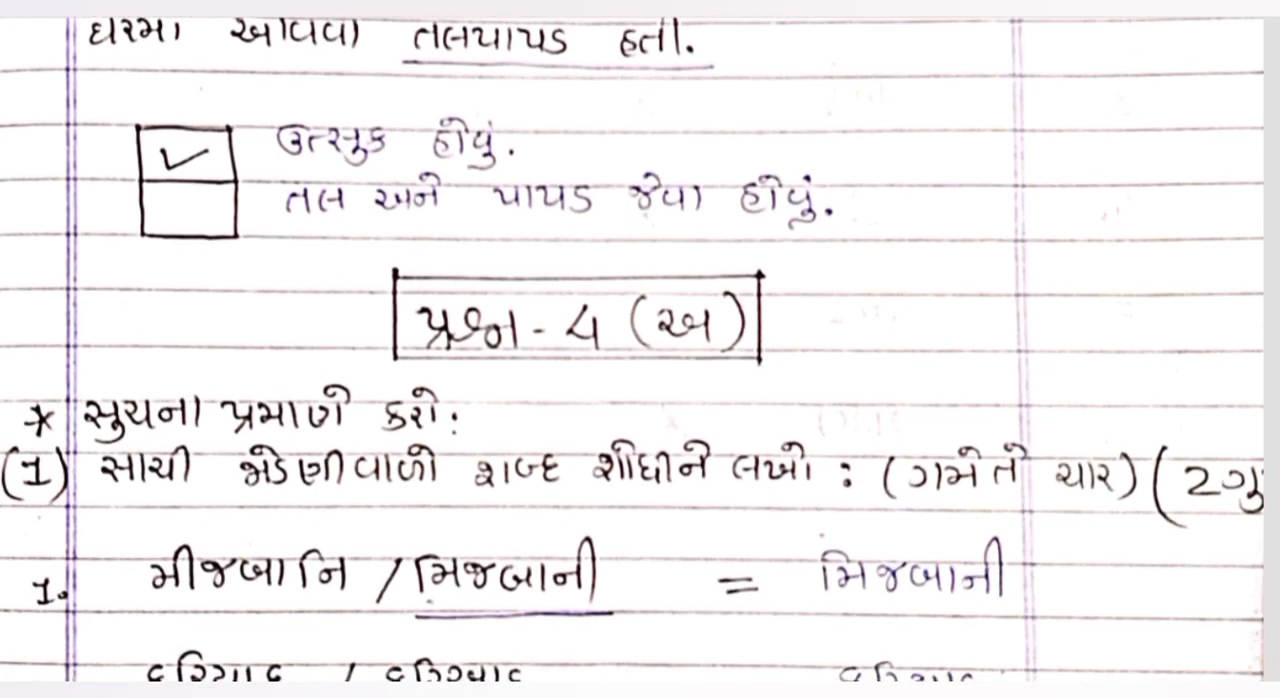 ઘરમાં આવવા તલપાપડ હતી.
ઉત્સુક હોવું.
તલ અને પાપડ જેવા હોવું.
પ્રશ્ન - 4 (અ)
* સુચના પ્રમાણે કરો:
(1) સાચી જોડણીવાળો શબ્દ શોધીને લખો : (ગમે તે ચાર) (2ગુ
1. મીજબાનિ / મિજબાની = મિજબાની